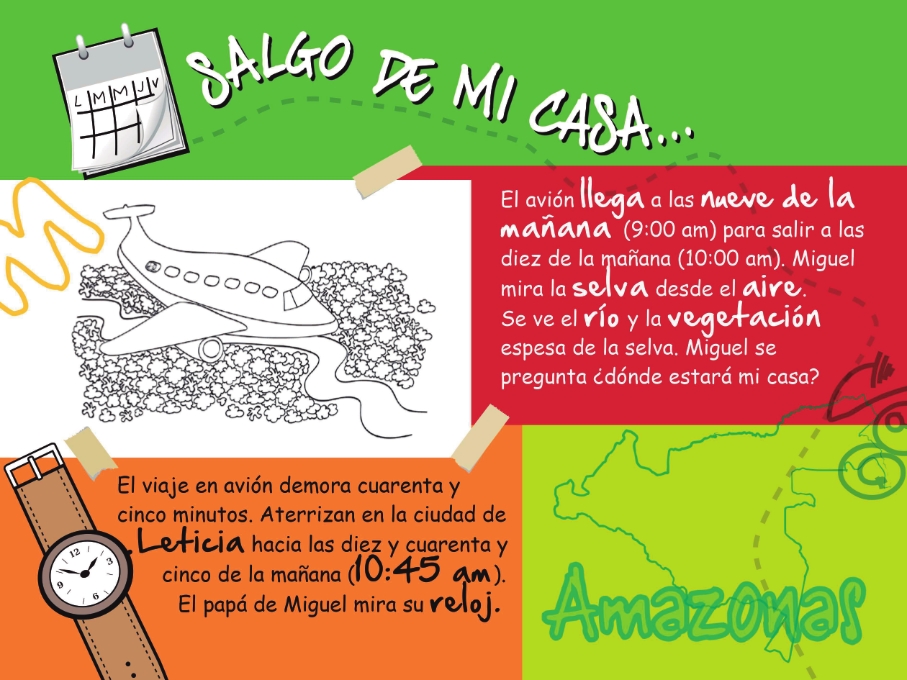 SALGO DE MI CASA...
L M M J V
El avión llega a las nueve de la
mañana (9:00 am) para salir a las
diez de la mañana (10:00 am). Miguel
mira la selva desde el aire.
Se ve el río y la vegetación
espesa de la selva. Miguel se
pregunta ¿dónde estará mi casa?
El viaje en avión demora cuarenta y
cinco minutos. Aterrizan en la ciudad de
.Leticia hacia las diez y cuarenta y
cinco de la mañana (10:45 am).
El papá de Miguel mira su reloj.
12
9 3
6
Amazonas